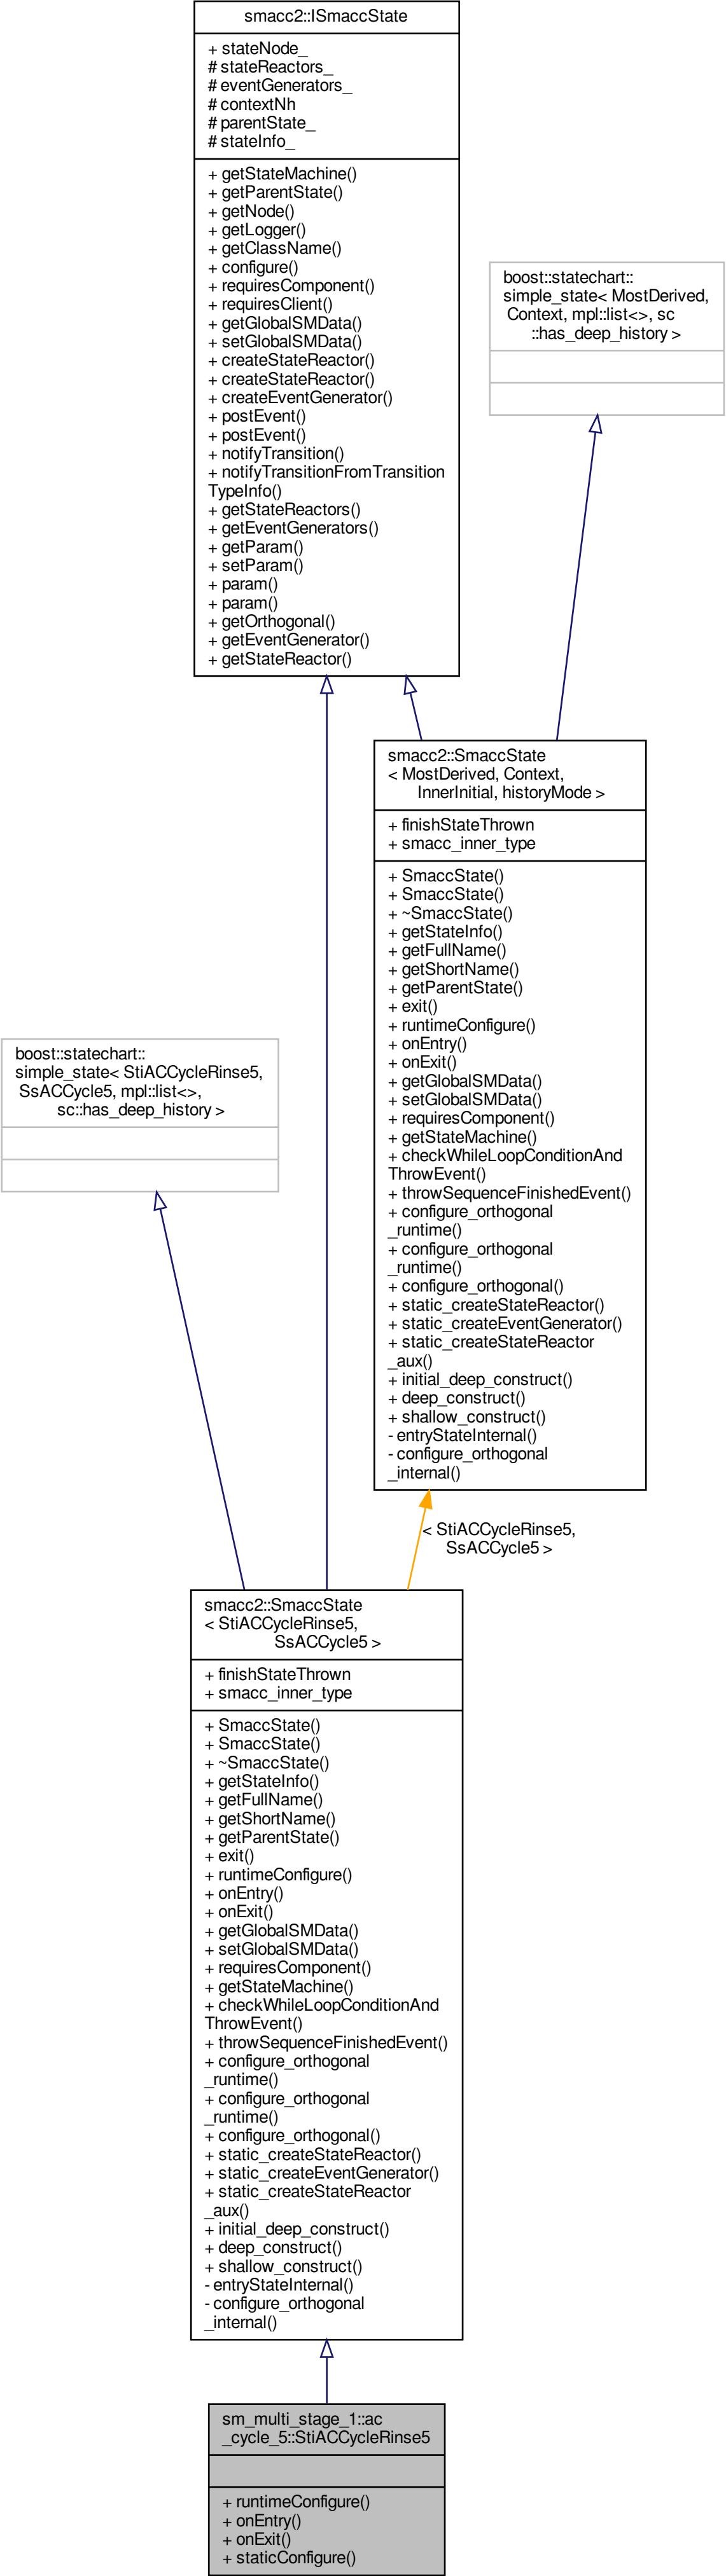 smacc2::ISmaccState
+ stateNode_
# stateReactors_
# eventGenerators_
# contextNh
# parentState_
# stateInfo_
+ getStateMachine()
+ getParentState()
+ getNode()
+ getLogger()
+ getClassName()
+ configure()
+ requiresComponent()
+ requiresClient()
+ getGlobalSMData()
+ setGlobalSMData()
+ createStateReactor()
+ createStateReactor()
+ createEventGenerator()
+ postEvent()
+ postEvent()
+ notifyTransition()
+ notifyTransitionFromTransition
TypeInfo()
+ getStateReactors()
+ getEventGenerators()
+ getParam()
+ setParam()
+ param()
+ param()
+ getOrthogonal()
+ getEventGenerator()
+ getStateReactor()
boost::statechart::
simple_state< MostDerived,
Context, mpl::list<>, sc
::has_deep_history >
smacc2::SmaccState
< MostDerived, Context,
InnerInitial, historyMode >
+ finishStateThrown
+ smacc_inner_type
+ SmaccState()
+ SmaccState()
+ ~SmaccState()
+ getStateInfo()
+ getFullName()
+ getShortName()
+ getParentState()
+ exit()
+ runtimeConfigure()
+ onEntry()
+ onExit()
+ getGlobalSMData()
+ setGlobalSMData()
+ requiresComponent()
+ getStateMachine()
+ checkWhileLoopConditionAnd
ThrowEvent()
+ throwSequenceFinishedEvent()
+ configure_orthogonal
_runtime()
+ configure_orthogonal
_runtime()
+ configure_orthogonal()
+ static_createStateReactor()
+ static_createEventGenerator()
+ static_createStateReactor
_aux()
+ initial_deep_construct()
+ deep_construct()
+ shallow_construct()
- entryStateInternal()
- configure_orthogonal
_internal()
boost::statechart::
simple_state< StiACCycleRinse5,
SsACCycle5, mpl::list<>,
sc::has_deep_history >
< StiACCycleRinse5,
SsACCycle5 >
smacc2::SmaccState
< StiACCycleRinse5,
SsACCycle5 >
+ finishStateThrown
+ smacc_inner_type
+ SmaccState()
+ SmaccState()
+ ~SmaccState()
+ getStateInfo()
+ getFullName()
+ getShortName()
+ getParentState()
+ exit()
+ runtimeConfigure()
+ onEntry()
+ onExit()
+ getGlobalSMData()
+ setGlobalSMData()
+ requiresComponent()
+ getStateMachine()
+ checkWhileLoopConditionAnd
ThrowEvent()
+ throwSequenceFinishedEvent()
+ configure_orthogonal
_runtime()
+ configure_orthogonal
_runtime()
+ configure_orthogonal()
+ static_createStateReactor()
+ static_createEventGenerator()
+ static_createStateReactor
_aux()
+ initial_deep_construct()
+ deep_construct()
+ shallow_construct()
- entryStateInternal()
- configure_orthogonal
_internal()
sm_multi_stage_1::ac
_cycle_5::StiACCycleRinse5
+ runtimeConfigure()
+ onEntry()
+ onExit()
+ staticConfigure()